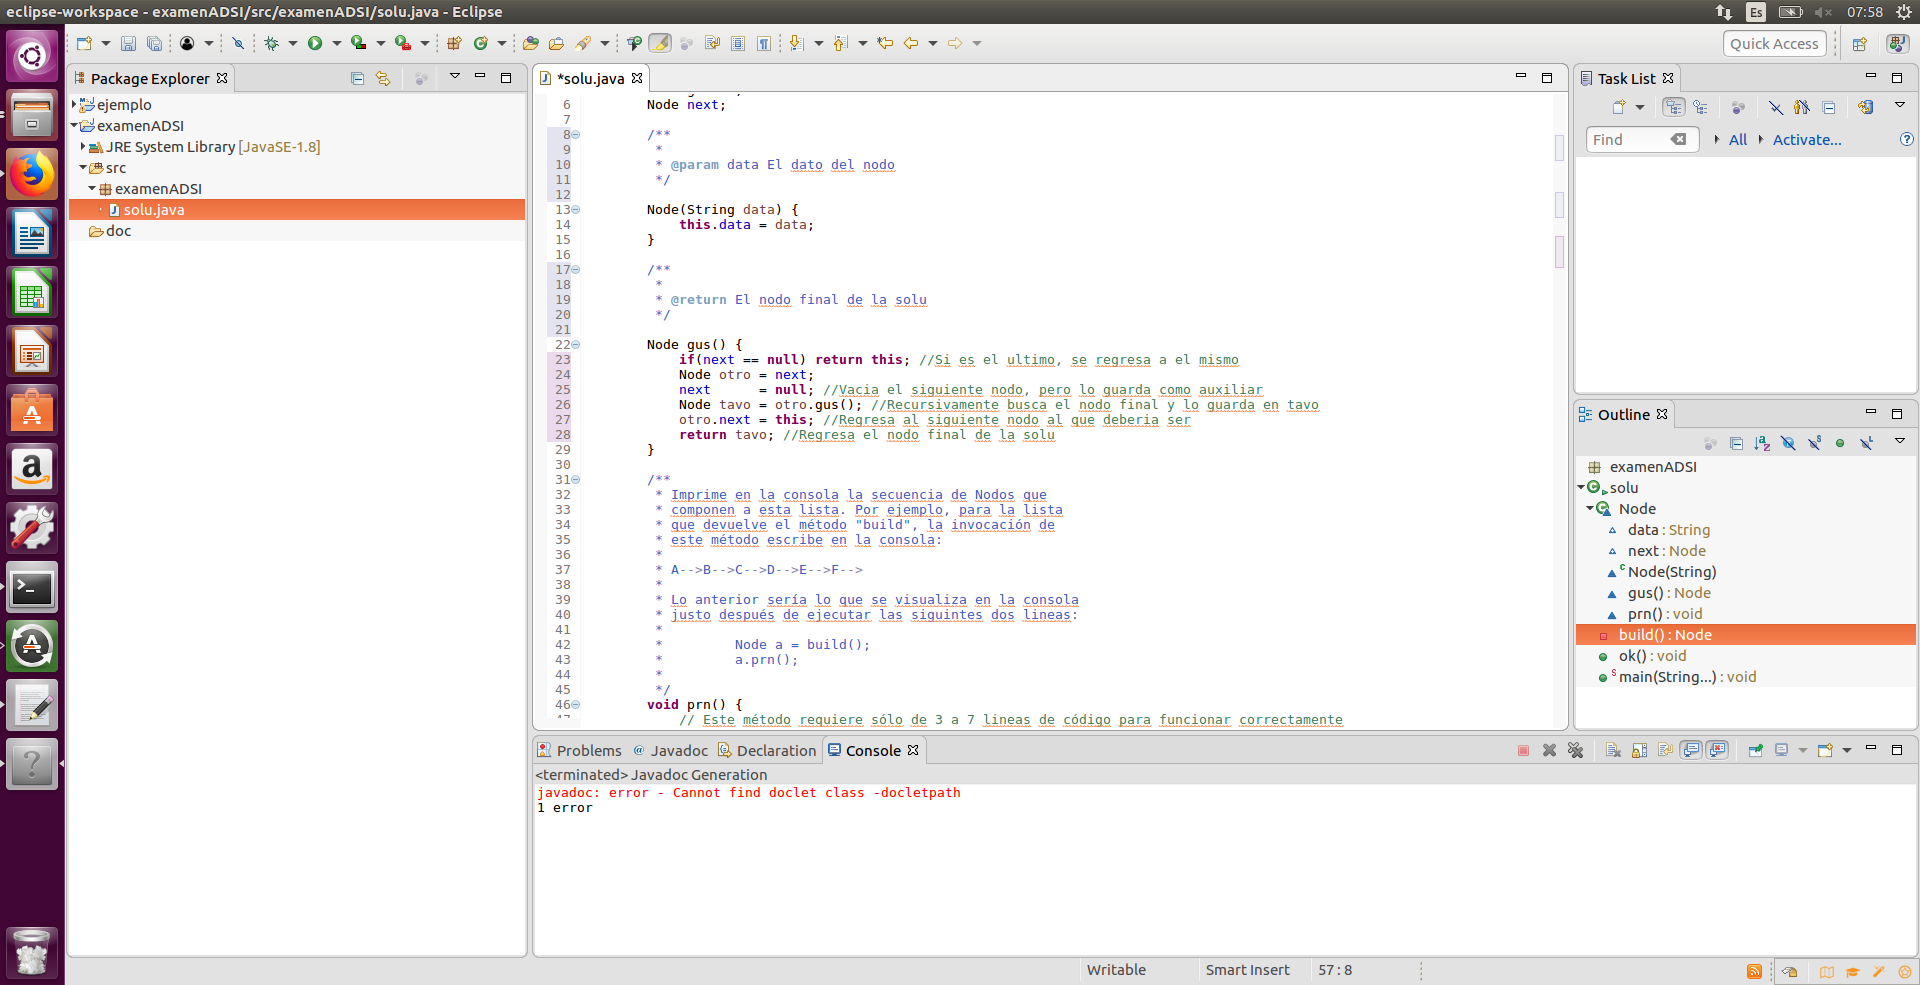 eclipse-workspace - examenADSI/src/examenADSI/solu.java - Eclipse
Es
07:58
Quick Access
Package Explorer
ejemplo
examenADSI
JRE System Library [JavaSE-1.8]
src
examenADSI
solu.java
doc
*solu.java
6 Node next;
7
8 /**
9 *
10 * @param data El dato del nodo
11 */
12
13 Node(String data) {
14 this.data = data;
15 }
16
17 /**
18 *
19 * @return El nodo final de la solu
20 */
21
22 Node gus() {
23 if(next == null) return this; //Si es el ultimo, se regresa a el mismo
24 Node otro = next;
25 next = null; //Vacia el siguiente nodo, pero lo guarda como auxiliar
26 Node tavo = otro.gus(); //Recursivamente busca el nodo final y lo guarda en tavo
27 otro.next = this; //Regresa al siguiente nodo al que deberia ser
28 return tavo; //Regresa el nodo final de la solu
29 }
30
31 /**
32 * Imprime en la consola la secuencia de Nodos que
33 * componen a esta lista. Por ejemplo, para la lista
34 * que devuelve el método "build", la invocación de
35 * este método escribe en la consola:
36 *
37 * A-->B-->C-->D-->E-->F-->
38 *
39 * Lo anterior sería lo que se visualiza en la consola
40 * justo después de ejecutar las siguintes dos lineas:
41 *
42 * Node a = build();
43 * a.prn();
44 *
45 */
46 void prn() {
47 // Este método requiere sólo de 3 a 7 lineas de código para funcionar correctamente
Task List
Find
All
Activate...
Outline
examenADSI
solu
Node
data : String
next : Node
Node(String)
gus() : Node
prn() : void
build() : Node
ok() : void
main(String...) : void
Problems
Javadoc
Declaration
Console
<terminated> Javadoc Generation
javadoc: error - Cannot find doclet class -docletpath
1 error
Writable
Smart Insert
57 : 8